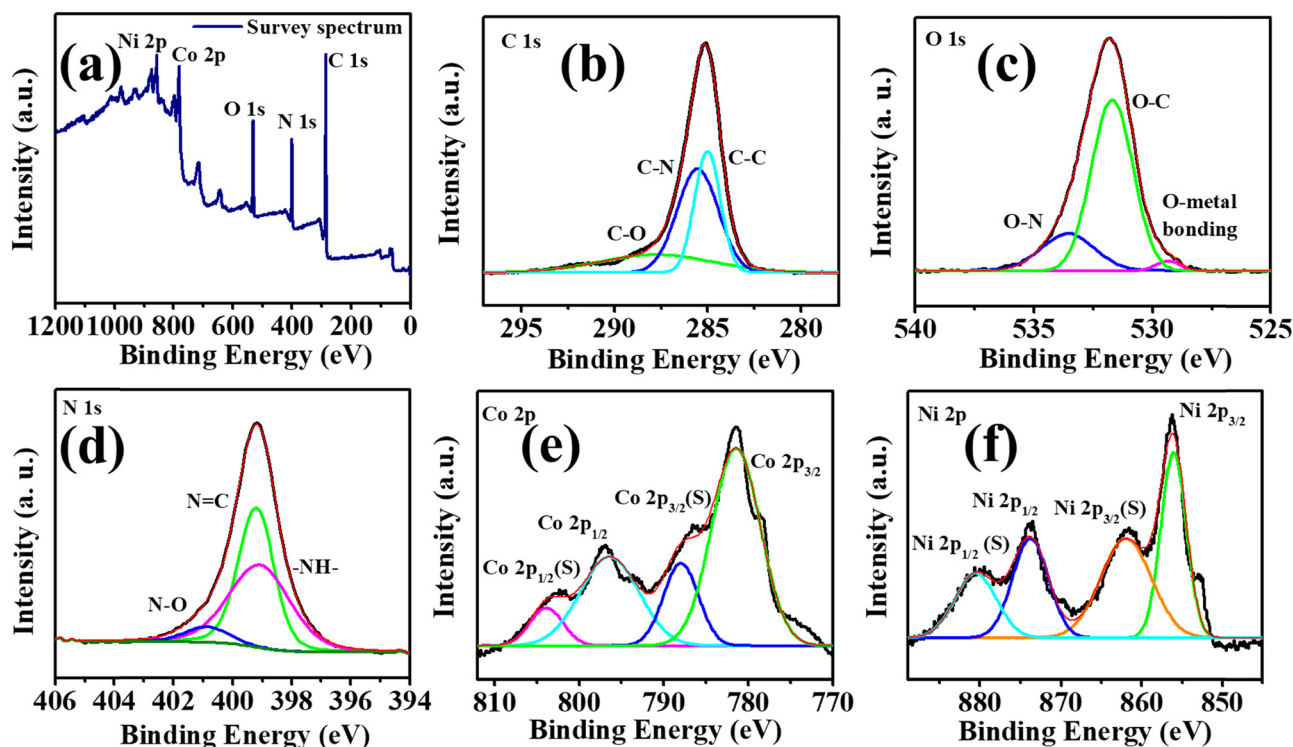 Survey spectrum
(a)
Ni 2p
Co 2p
C 1s
O 1s
N 1s
Intensity (a.u.)
1200 1000 800 600 400 200 0
Binding Energy (eV)
C 1s
(b)
C-N
C-C
C-O
Intensity (a.u.)
295 290 285 280
Binding Energy (eV)
O 1s
(c)
O-C
O-N
O-metal
bonding
Intensity (a. u.)
540 535 530 525
Binding Energy (eV)
N 1s
(d)
N=C
-NH-
N-O
Intensity (a. u.)
406 404 402 400 398 396 394
Binding Energy (eV)
Co 2p
(e)
Co 2p3/2
Co 2p3/2(S)
Co 2p1/2
Co 2p1/2(S)
Intensity (a.u.)
810 800 790 780 770
Binding Energy (eV)
Ni 2p
(f)
Ni 2p3/2
Ni 2p1/2
Ni 2p3/2(S)
Ni 2p1/2 (S)
Intensity (a.u.)
880 870 860 850
Binding Energy (eV)